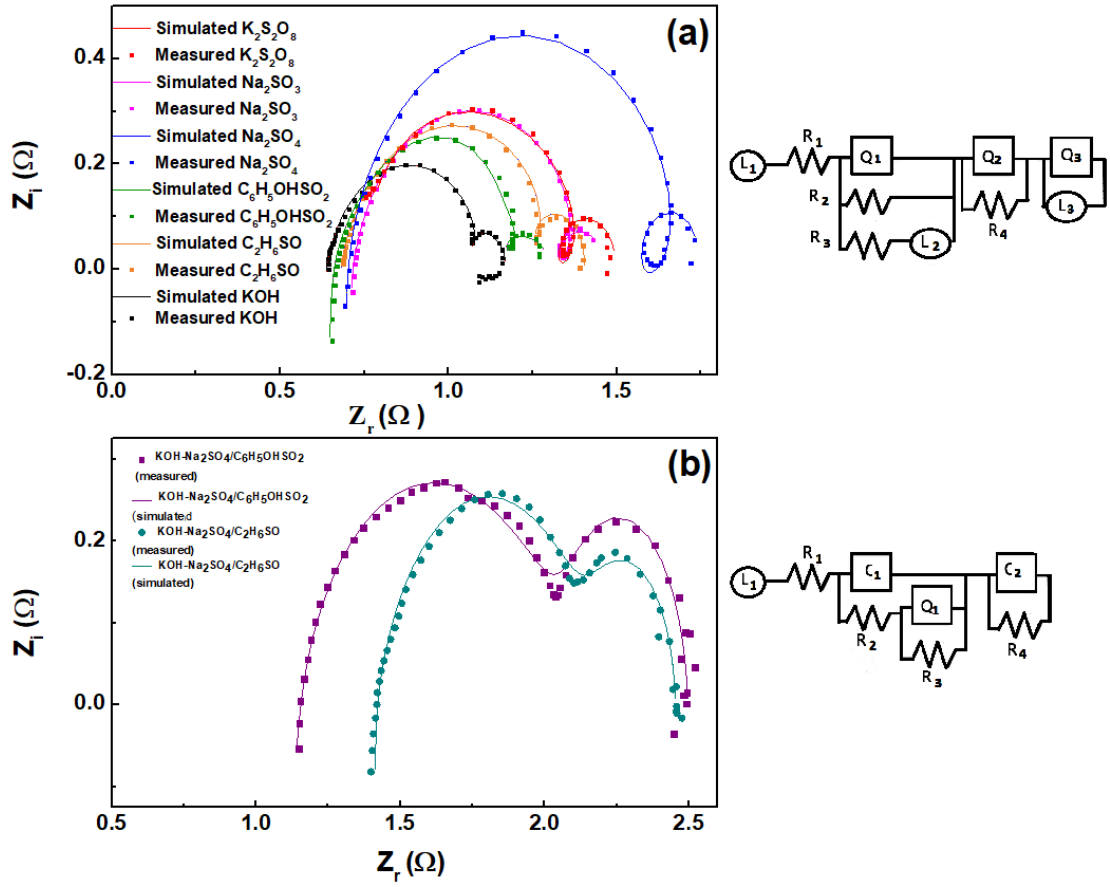 (a)
Simulated K₂S₂O₈
Measured K₂S₂O₈
Simulated Na₂SO₃
Measured Na₂SO₃
Simulated Na₂SO₄
Measured Na₂SO₄
Simulated C₆H₅OHSO₂
Measured C₆H₅OHSO₂
Simulated C₂H₆SO
Measured C₂H₆SO
Simulated KOH
Measured KOH
Zᵢ (Ω)
0.4
0.2
0.0
-0.2
0.0 0.5 1.0 1.5
Zᵣ (Ω)
L₁ R₁ Q₁ Q₂ Q₃
R₂ R₄ L₃
R₃ L₂
(b)
KOH-Na₂SO₄/C₆H₅OHSO₂
(measured)
KOH-Na₂SO₄/C₆H₅OHSO₂
(simulated
KOH-Na₂SO₄/C₂H₆SO
(measured)
KOH-Na₂SO₄/C₂H₆SO
(simulated)
Zᵢ (Ω)
0.2
0.0
0.5 1.0 1.5 2.0 2.5
Zᵣ (Ω)
L₁ R₁ C₁ C₂
R₂ Q₁ R₄
R₃